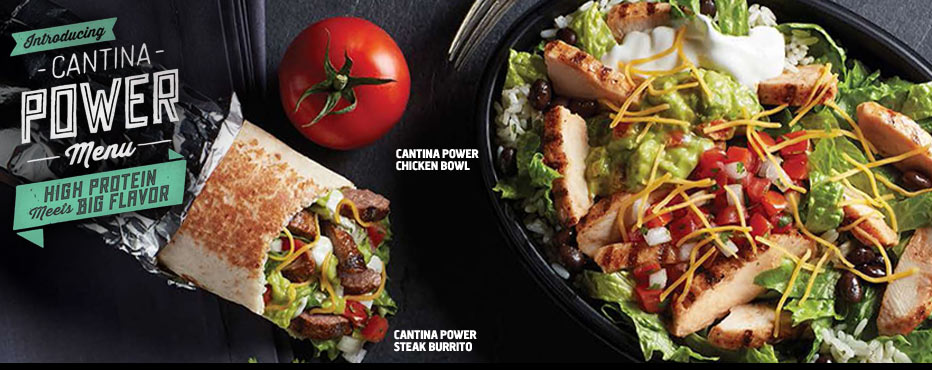 Introducing
- CANTINA -
POWER
Menu
HIGH PROTEIN
Meets BIG FLAVOR
CANTINA POWER
CHICKEN BOWL
CANTINA POWER
STEAK BURRITO